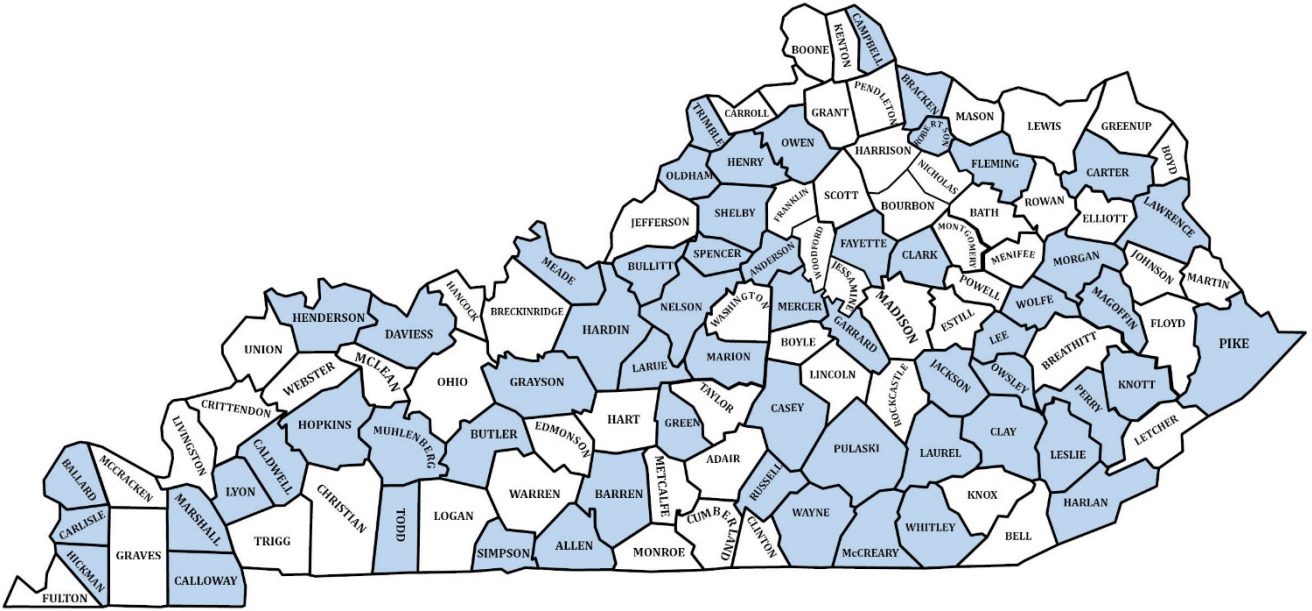 CAMPBELL
KENTON
BOONE
PENDLETON
BRACKEN
GRANT
CARROLL
TRIMBLE
MASON
LEWIS
GREENUP
ROBERTSON
OWEN
HARRISON
HENRY
FLEMING
BOYD
CARTER
OLDHAM
NICHOLAS
SCOTT
FRANKLIN
BOURBON
ROWAN
BATH
ELLIOTT
LAWRENCE
SHELBY
JEFFERSON
MONTGOMERY
WOODFORD
FAYETTE
CLARK
MENIFEE
MORGAN
SPENCER
ANDERSON
BULLITT
MEADE
JOHNSON
MARTIN
JESSAMINE
POWELL
WOLFE
MAGOFFIN
HANCOCK
BRECKINRIDGE
NELSON
WASHINGTON
MERCER
MADISON
HENDERSON
DAVIESS
HARDIN
GARRARD
ESTILL
FLOYD
LEE
PIKE
BOYLE
BREATHITT
UNION
MARION
WEBSTER
MCLEAN
LARUE
LINCOLN
OHIO
GRAYSON
JACKSON
OWSLEY
KNOTT
PERRY
ROCKCASTLE
TAYLOR
CRITTENDON
CASEY
HART
GREEN
HOPKINS
LIVINGSTON
MUHLENBERG
BUTLER
EDMONSON
PULASKI
CLAY
LETCHER
LAUREL
LESLIE
ADAIR
CALDWELL
MCCRACKEN
BALLARD
METCALFE
RUSSELL
LYON
WARREN
BARREN
KNOX
HARLAN
CHRISTIAN
MARSHALL
CARLISLE
LOGAN
TODD
WAYNE
CUMBERLAND
CLINTON
WHITLEY
BELL
TRIGG
GRAVES
SIMPSON
ALLEN
MONROE
McCREARY
HICKMAN
CALLOWAY
FULTON